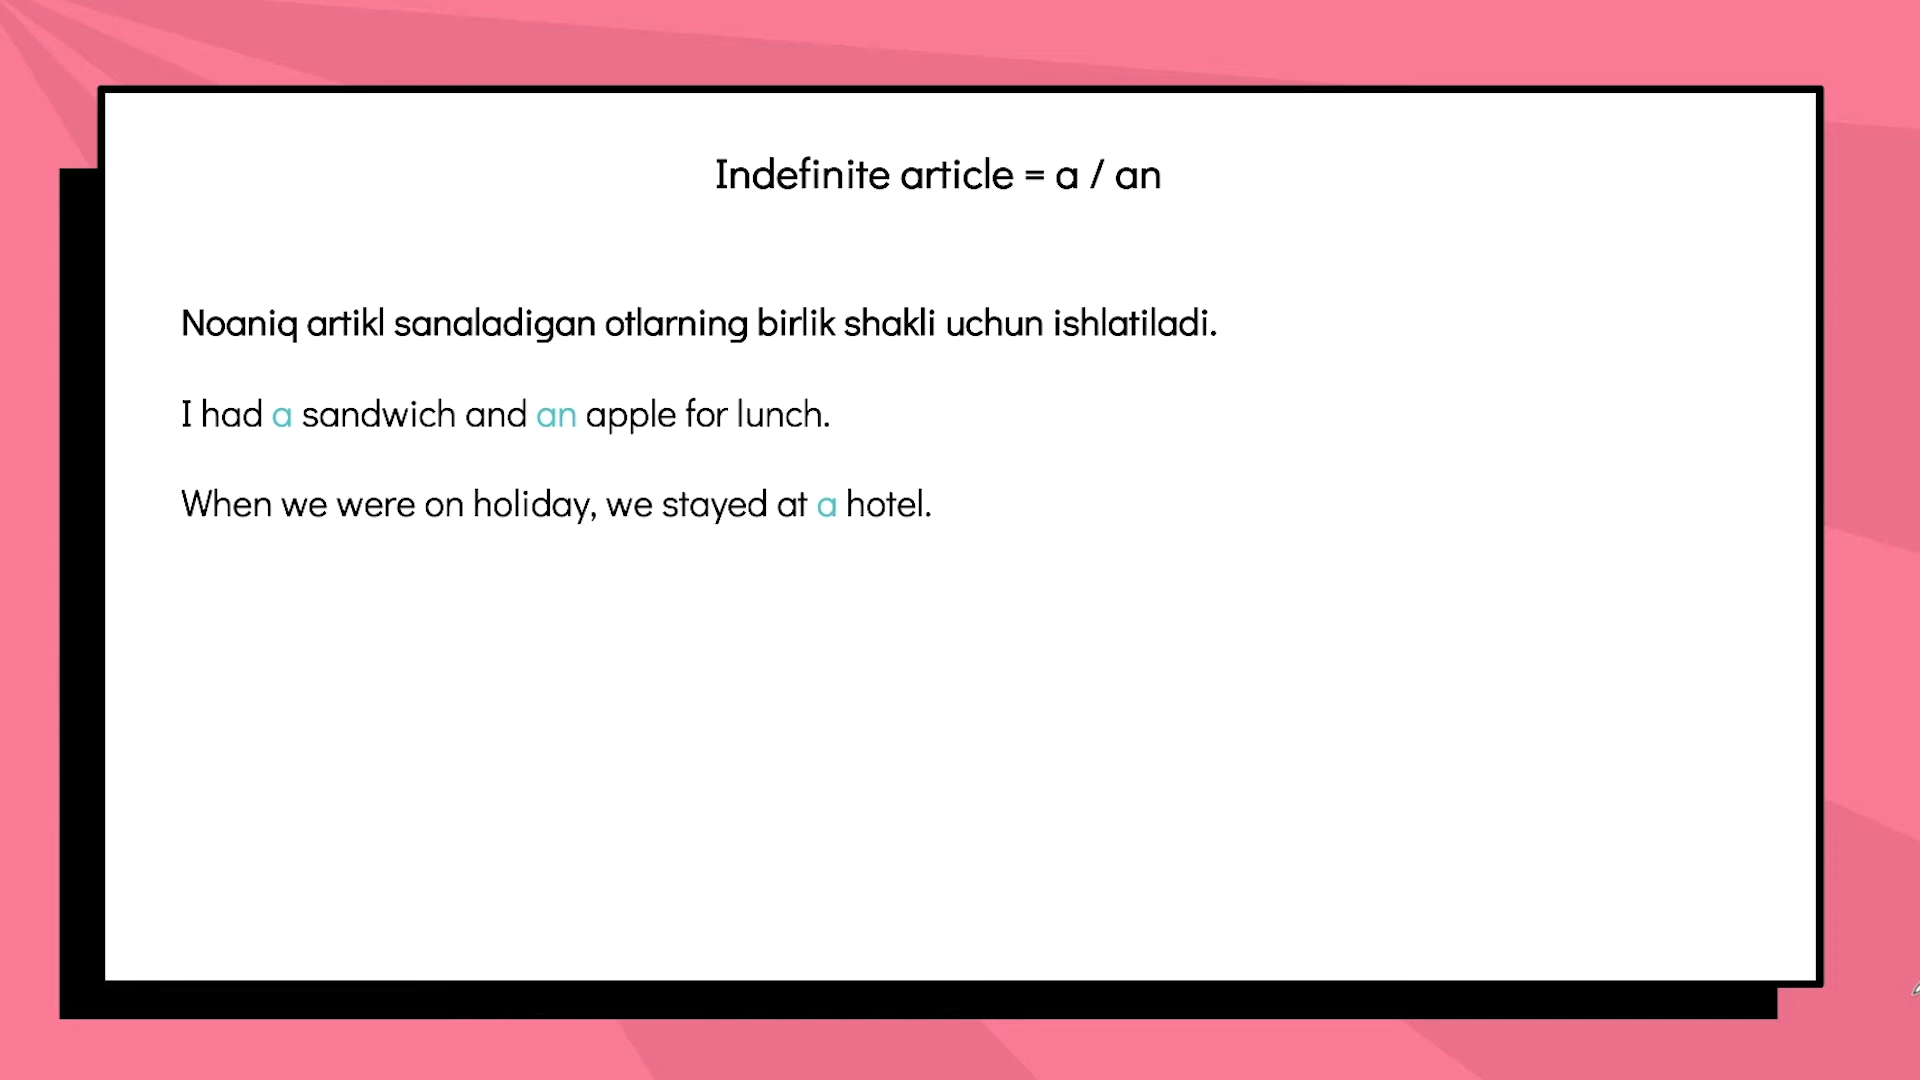 Indefinite article = a / an
Noaniq artikl sanaladigan otlarning birlik shakli uchun ishlatiladi.
I had a sandwich and an apple for lunch.
When we were on holiday, we stayed at a hotel.